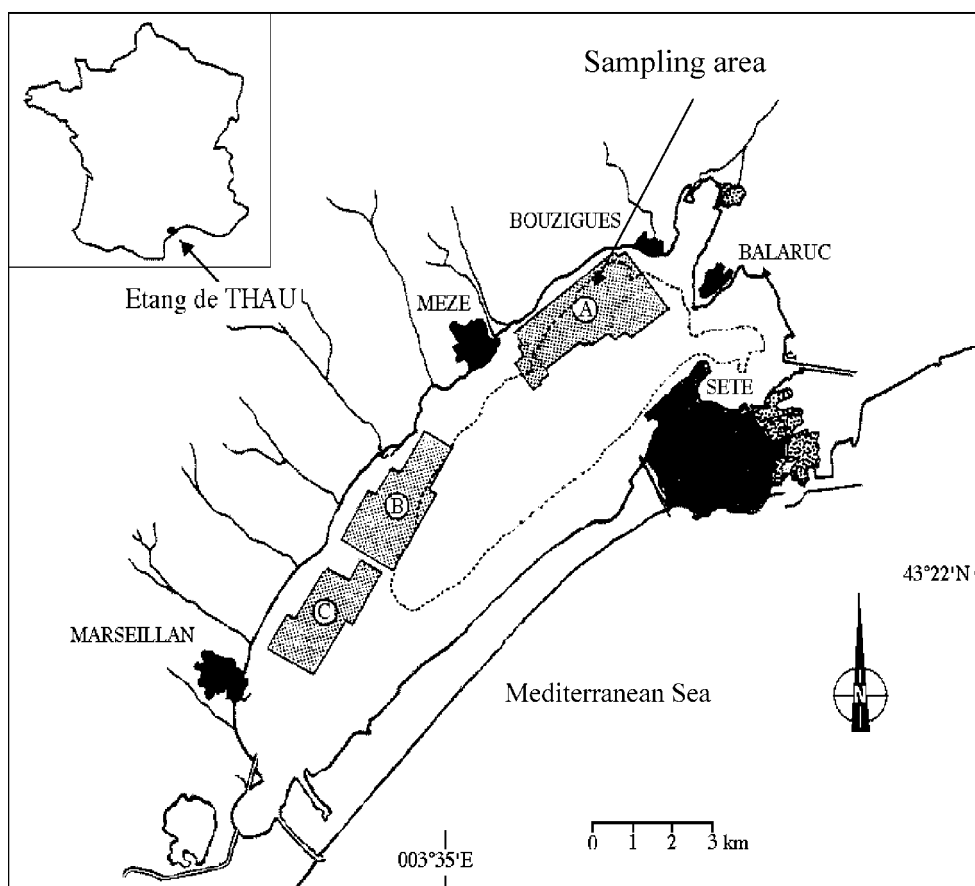 Sampling area
BOUZIGUES
BALARUC
Etang de THAU
MEZE
A
SETE
B
43°22'N
C
MARSEILLAN
Mediterranean Sea
N
0 1 2 3 km
003°35'E